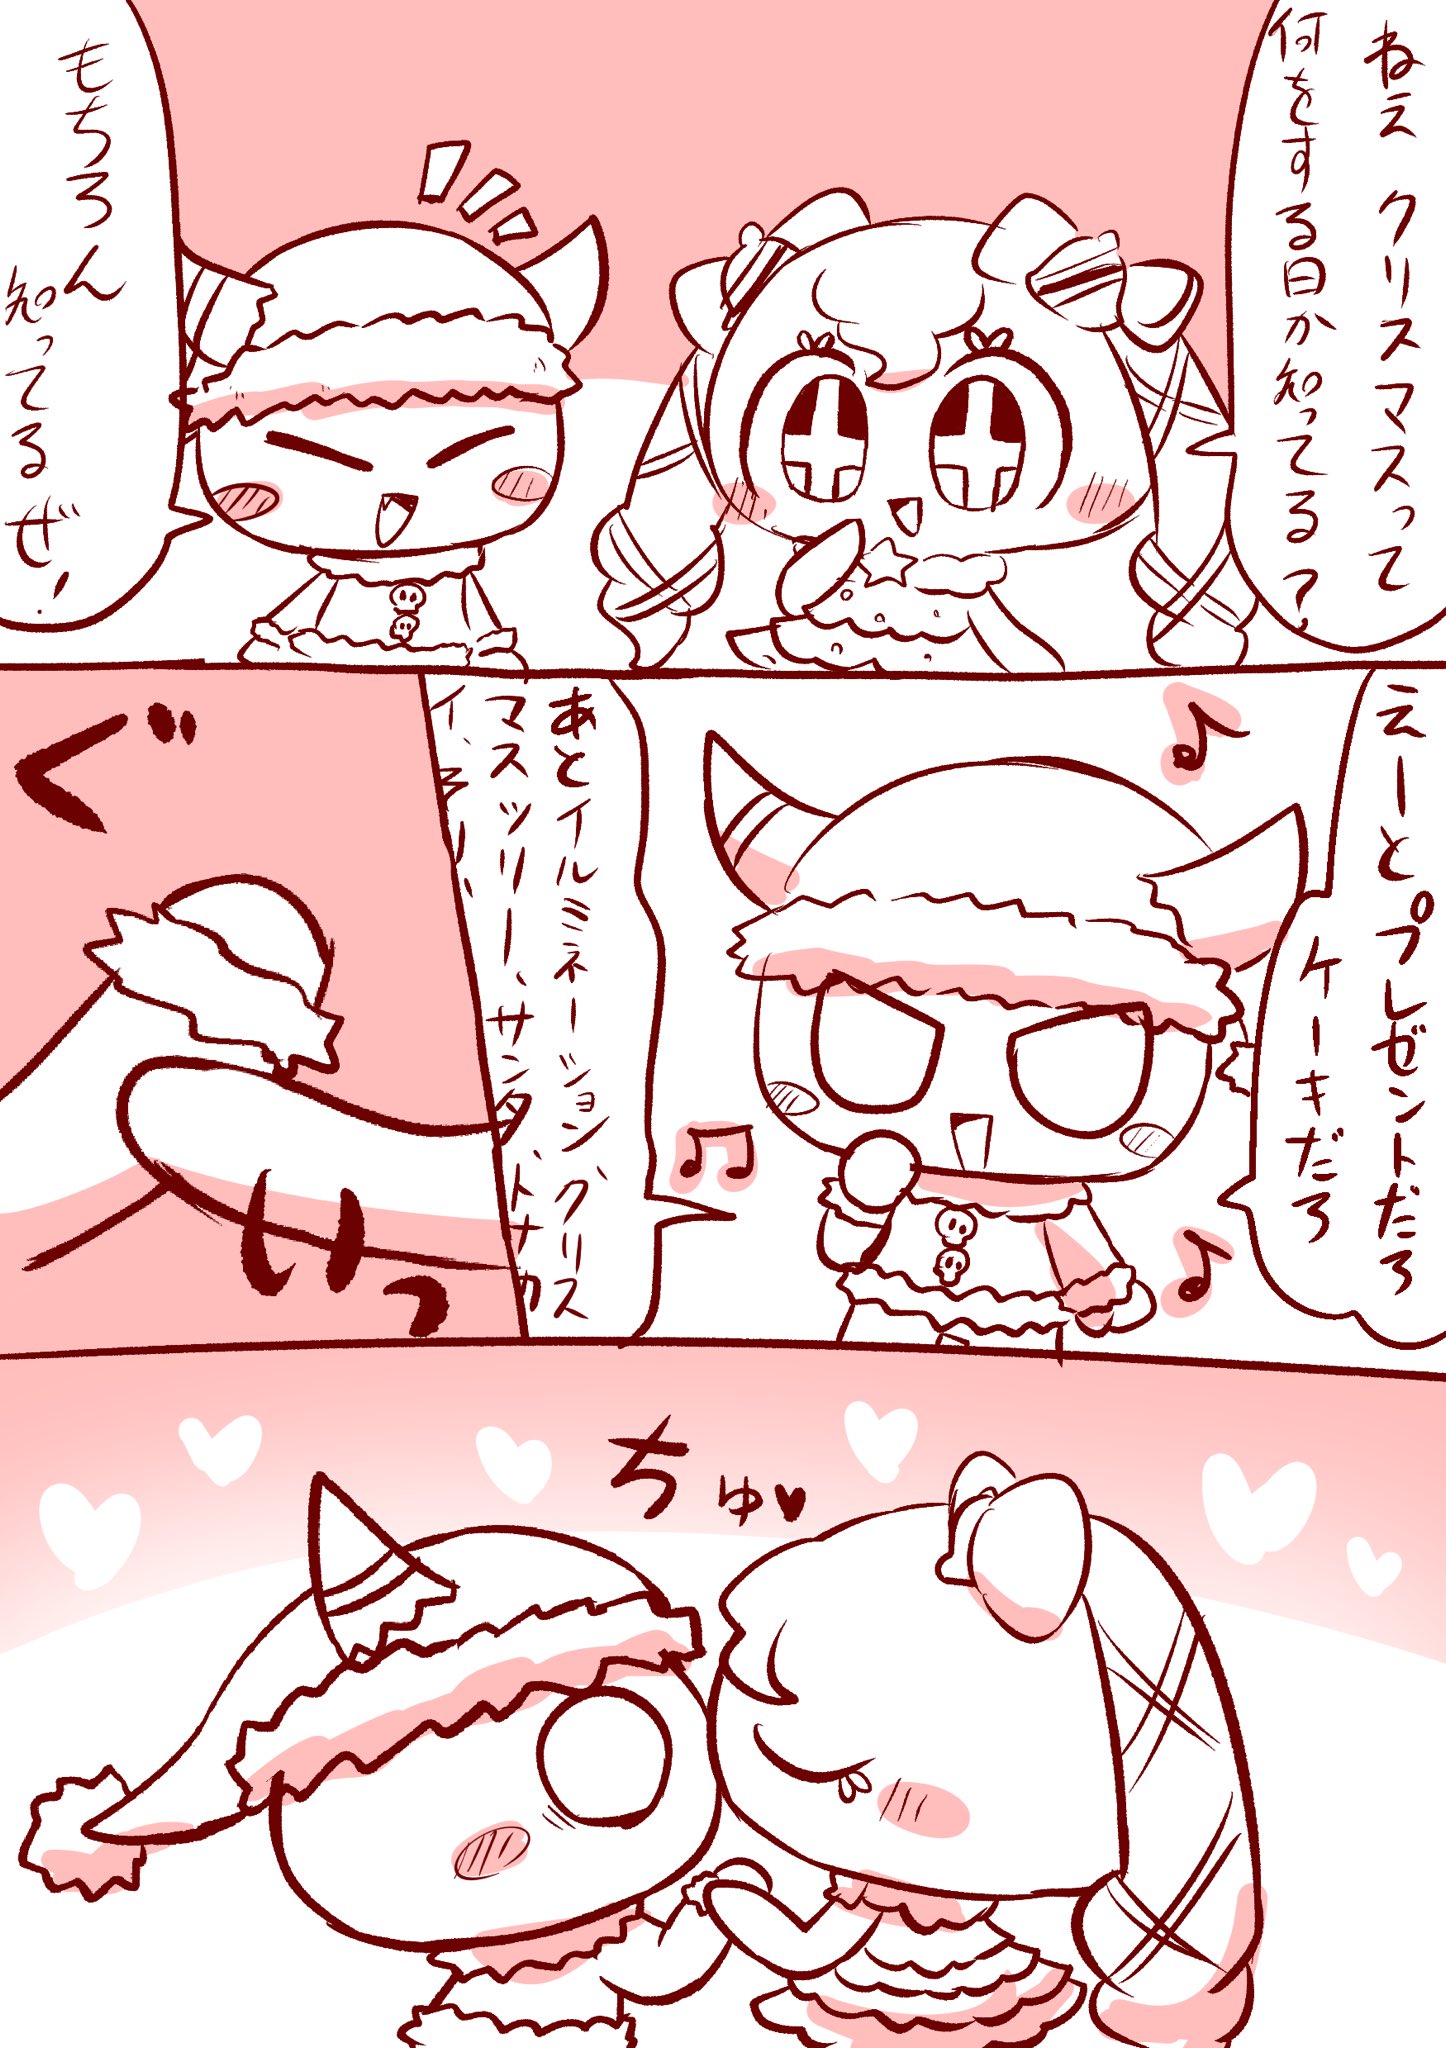 ねえ クリスマスって
何をする日か知ってる?
もちろん
知ってるぜ!
えーとプレゼントだろ
ケーキだろ
あとイルミネーション、クリス
マスツリー、サンタ、トナカ
イ、そり、
ぐ
いっ
ちゅ♥